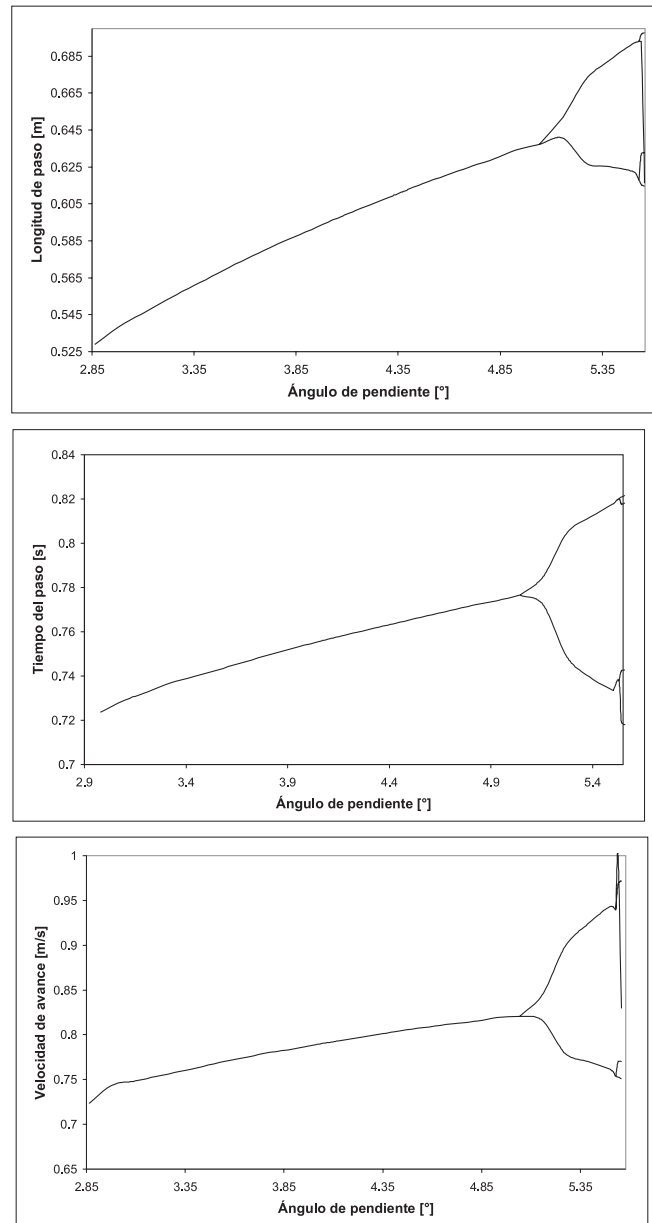 0.685
0.665
0.645
0.625
0.605
0.585
0.565
0.545
0.525
Longitud de paso [m]
2.85 3.35 3.85 4.35 4.85 5.35
Ángulo de pendiente [°]
0.84
0.82
0.8
0.78
0.76
0.74
0.72
0.7
Tiempo del paso [s]
2.9 3.4 3.9 4.4 4.9 5.4
Ángulo de pendiente [°]
1
0.95
0.9
0.85
0.8
0.75
0.7
0.65
Velocidad de avance [m/s]
2.85 3.35 3.85 4.35 4.85 5.35
Ángulo de pendiente [°]